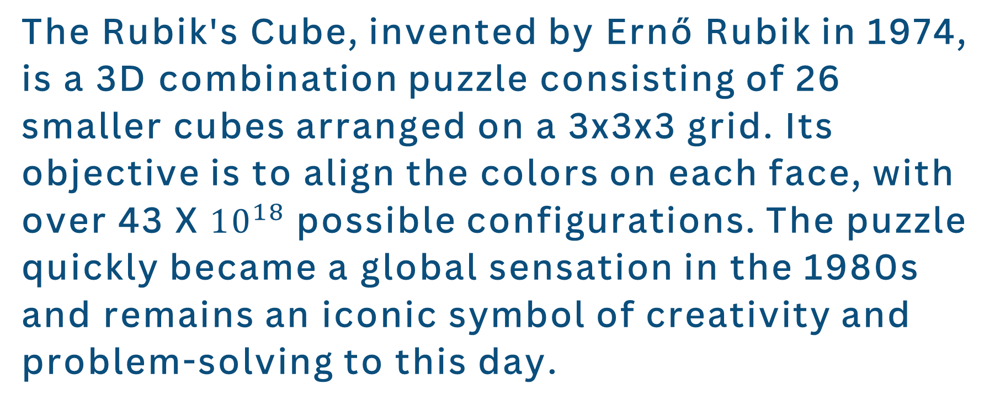 The Rubik's Cube, invented by Ernő Rubik in 1974,
is a 3D combination puzzle consisting of 26
smaller cubes arranged on a 3x3x3 grid. Its
objective is to align the colors on each face, with
over 43 X 10¹⁸ possible configurations. The puzzle
quickly became a global sensation in the 1980s
and remains an iconic symbol of creativity and
problem-solving to this day.